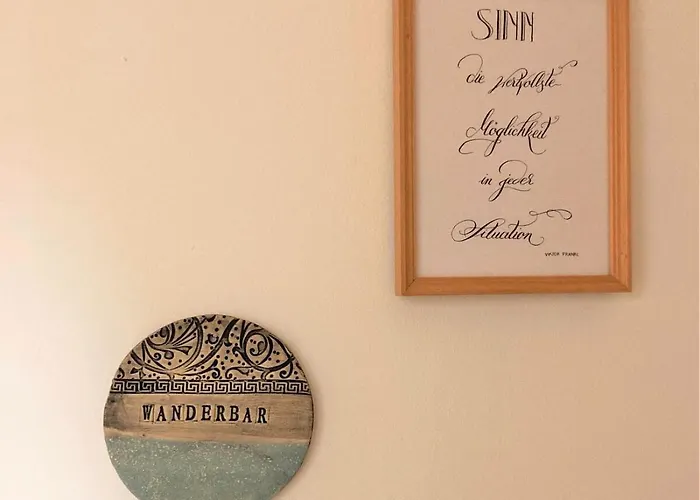 SINN
die wertvollste
Möglichkeit
in jeder
Situation
VIKTOR FRANKL
WANDERBAR